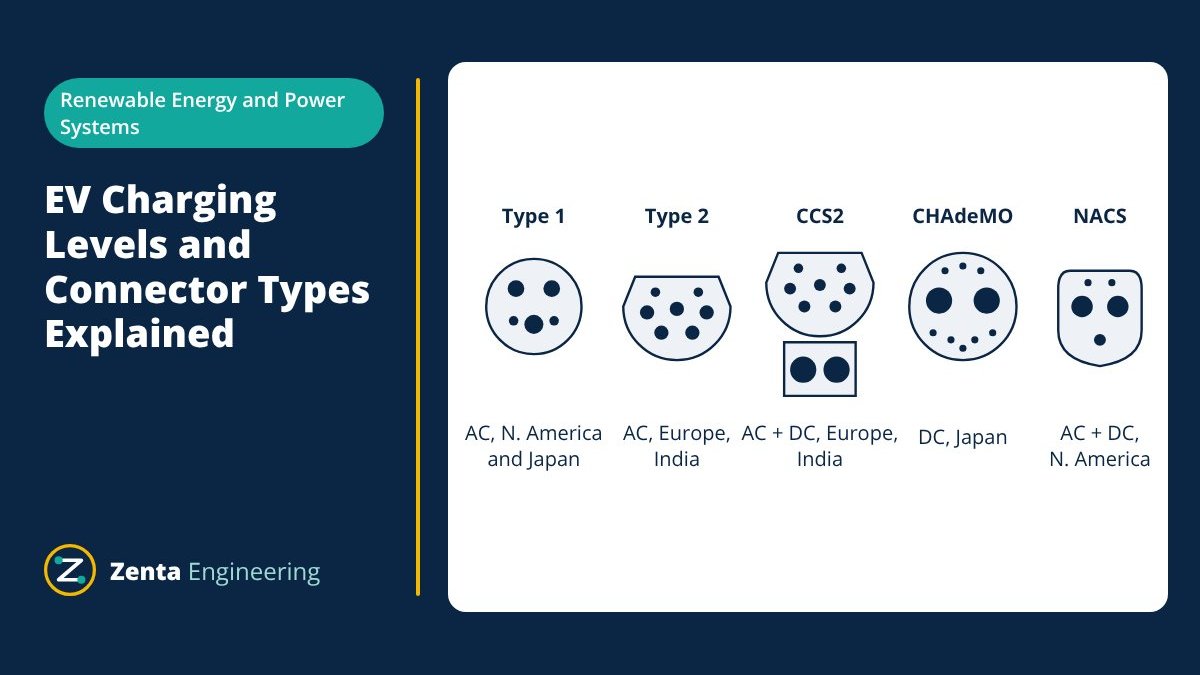 Renewable Energy and Power
Systems
EV Charging
Levels and
Connector Types
Explained
Zenta Engineering
Type 1
Type 2
CCS2
CHAdeMO
NACS
AC, N. America
and Japan
AC, Europe,
India
AC + DC, Europe,
India
DC, Japan
AC + DC,
N. America